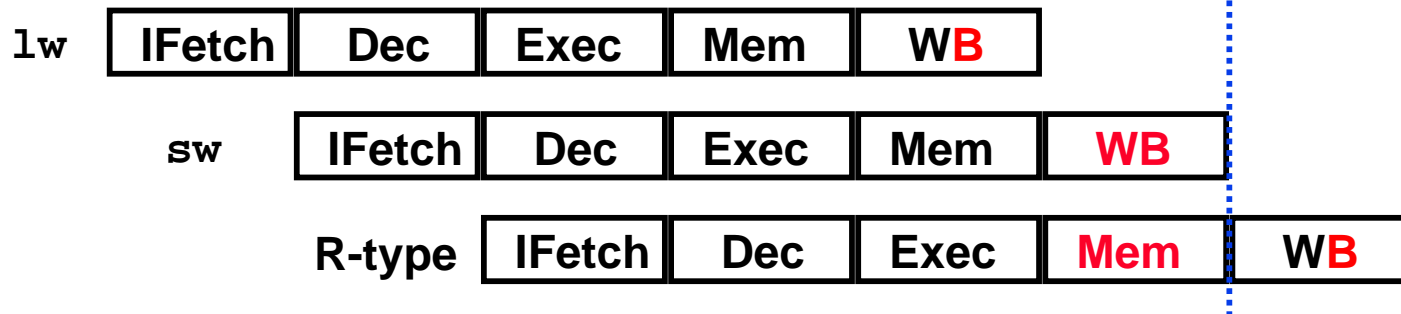 lw IFetch Dec Exec Mem WB
sw IFetch Dec Exec Mem WB
R-type IFetch Dec Exec Mem WB